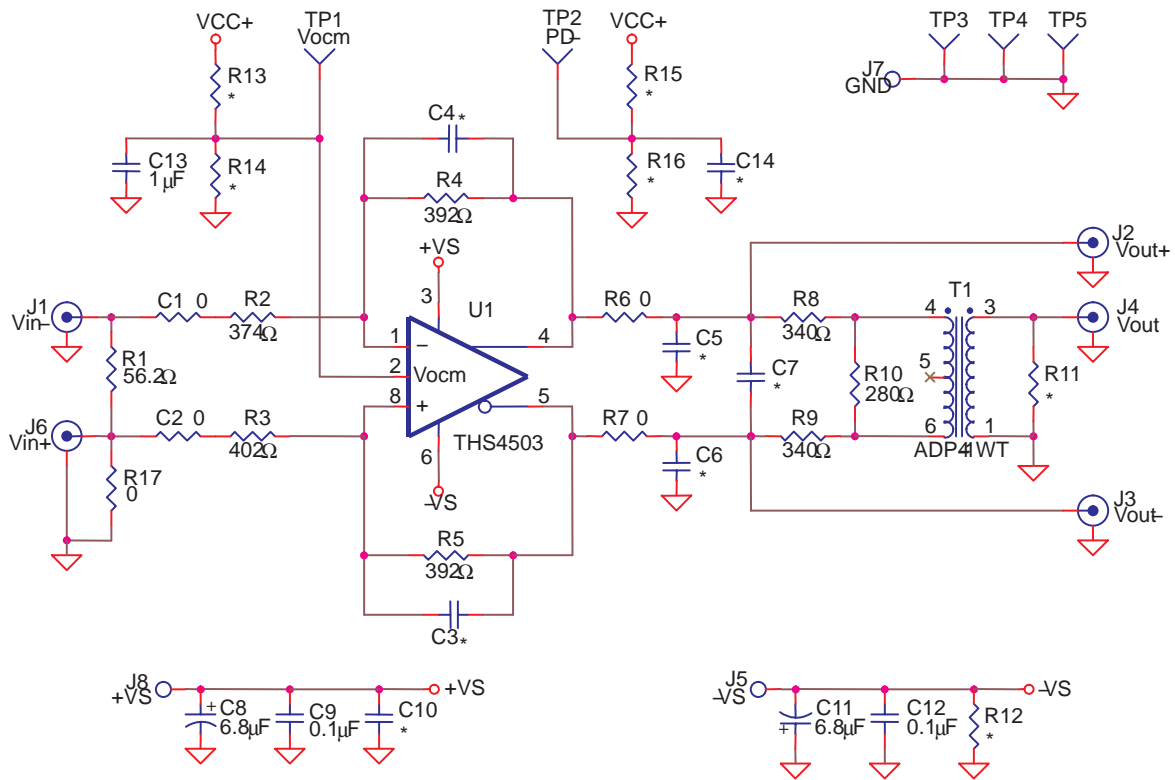 VCC+
TP1
Vocm
TP2
PD–
VCC+
TP3
TP4
TP5
R13
*
R15
*
J7
GND
C4
*
C13
1µF
R14
*
R16
*
C14
*
R4
392Ω
+VS
J2
Vout+
3
U1
J1
Vin–
C1 0
R2
374Ω
R6 0
R8
340Ω
4
T1
3
J4
Vout
1
–
4
C5
*
R1
56.2Ω
2
Vocm
C7
*
R10
280Ω
5
R11
*
8
+
5
J6
Vin+
C2 0
R3
402Ω
THS4503
R7 0
R9
340Ω
6
1
ADP4-1WT
6
–VS
C6
*
R17
0
J3
Vout–
R5
392Ω
C3
*
J8
+VS
+VS
+
C8
6.8µF
C9
0.1µF
C10
*
J5
–VS
–VS
+
C11
6.8µF
C12
0.1µF
R12
*